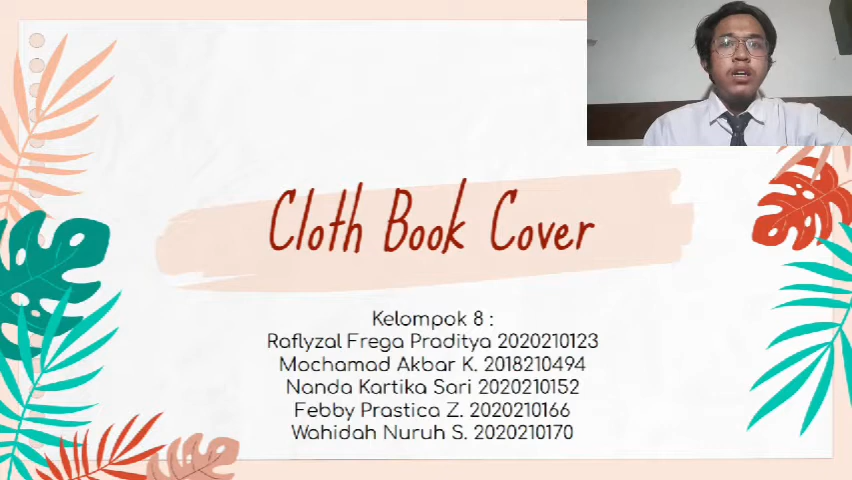 Cloth Book Cover
Kelompok 8 :
Raflyzal Frega Praditya 2020210123
Mochamad Akbar K. 2018210494
Nanda Kartika Sari 2020210152
Febby Prastica Z. 2020210166
Wahidah Nuruh S. 2020210170